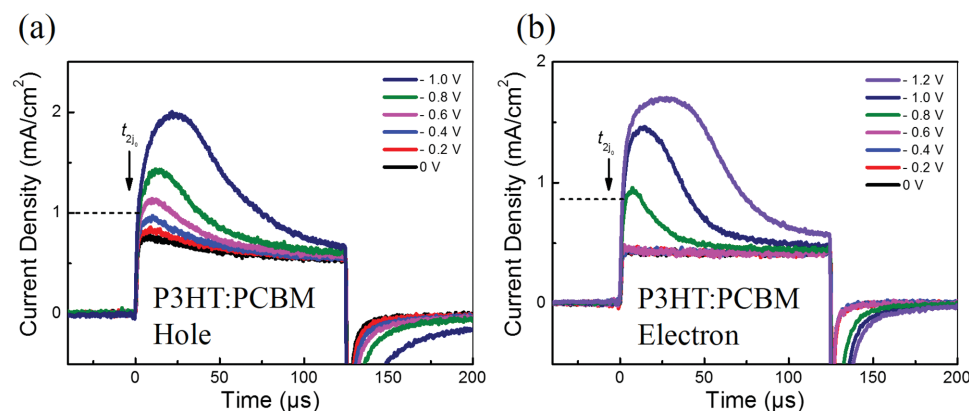 (a)
Current Density (mA/cm²)
2
1
0
t2j0
- 1.0 V
- 0.8 V
- 0.6 V
- 0.4 V
- 0.2 V
0 V
P3HT:PCBM
Hole
0 50 100 150 200
Time (µs)
(b)
Current Density (mA/cm²)
2
1
0
t2j0
- 1.2 V
- 1.0 V
- 0.8 V
- 0.6 V
- 0.4 V
- 0.2 V
0 V
P3HT:PCBM
Electron
0 50 100 150 200
Time (µs)